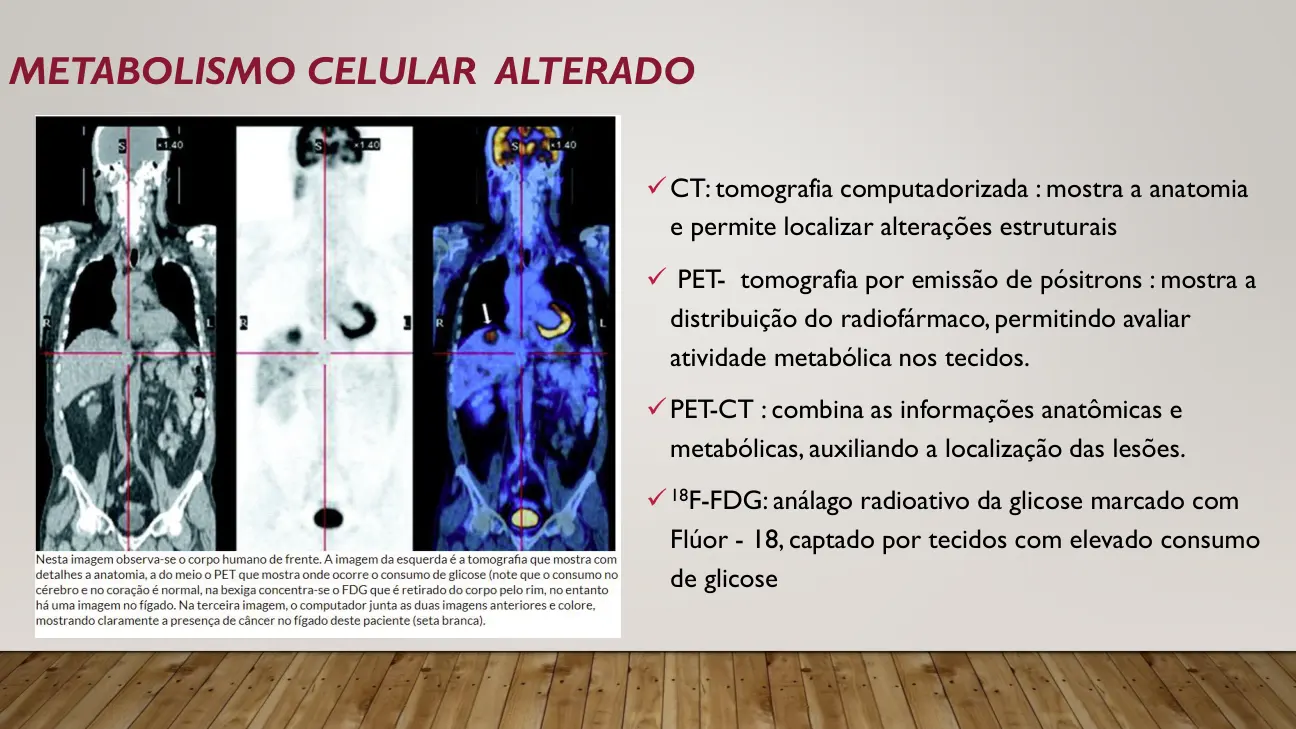 METABOLISMO CELULAR ALTERADO
S ×1.40 S ×1.40 S ×1.40
R L R L R L
Nesta imagem observa-se o corpo humano de frente. A imagem da esquerda é a tomografia que mostra com
detalhes a anatomia, a do meio o PET que mostra onde ocorre o consumo de glicose (note que o consumo no
cérebro e no coração é normal, na bexiga concentra-se o FDG que é retirado do corpo pelo rim, no entanto
há uma imagem no fígado. Na terceira imagem, o computador junta as duas imagens anteriores e colore,
mostrando claramente a presença de câncer no fígado deste paciente (seta branca).
✓ CT: tomografia computadorizada : mostra a anatomia
e permite localizar alterações estruturais
✓ PET- tomografia por emissão de pósitrons : mostra a
distribuição do radiofármaco, permitindo avaliar
atividade metabólica nos tecidos.
✓ PET-CT : combina as informações anatômicas e
metabólicas, auxiliando a localização das lesões.
✓ ¹⁸F-FDG: análago radioativo da glicose marcado com
Flúor - 18, captado por tecidos com elevado consumo
de glicose